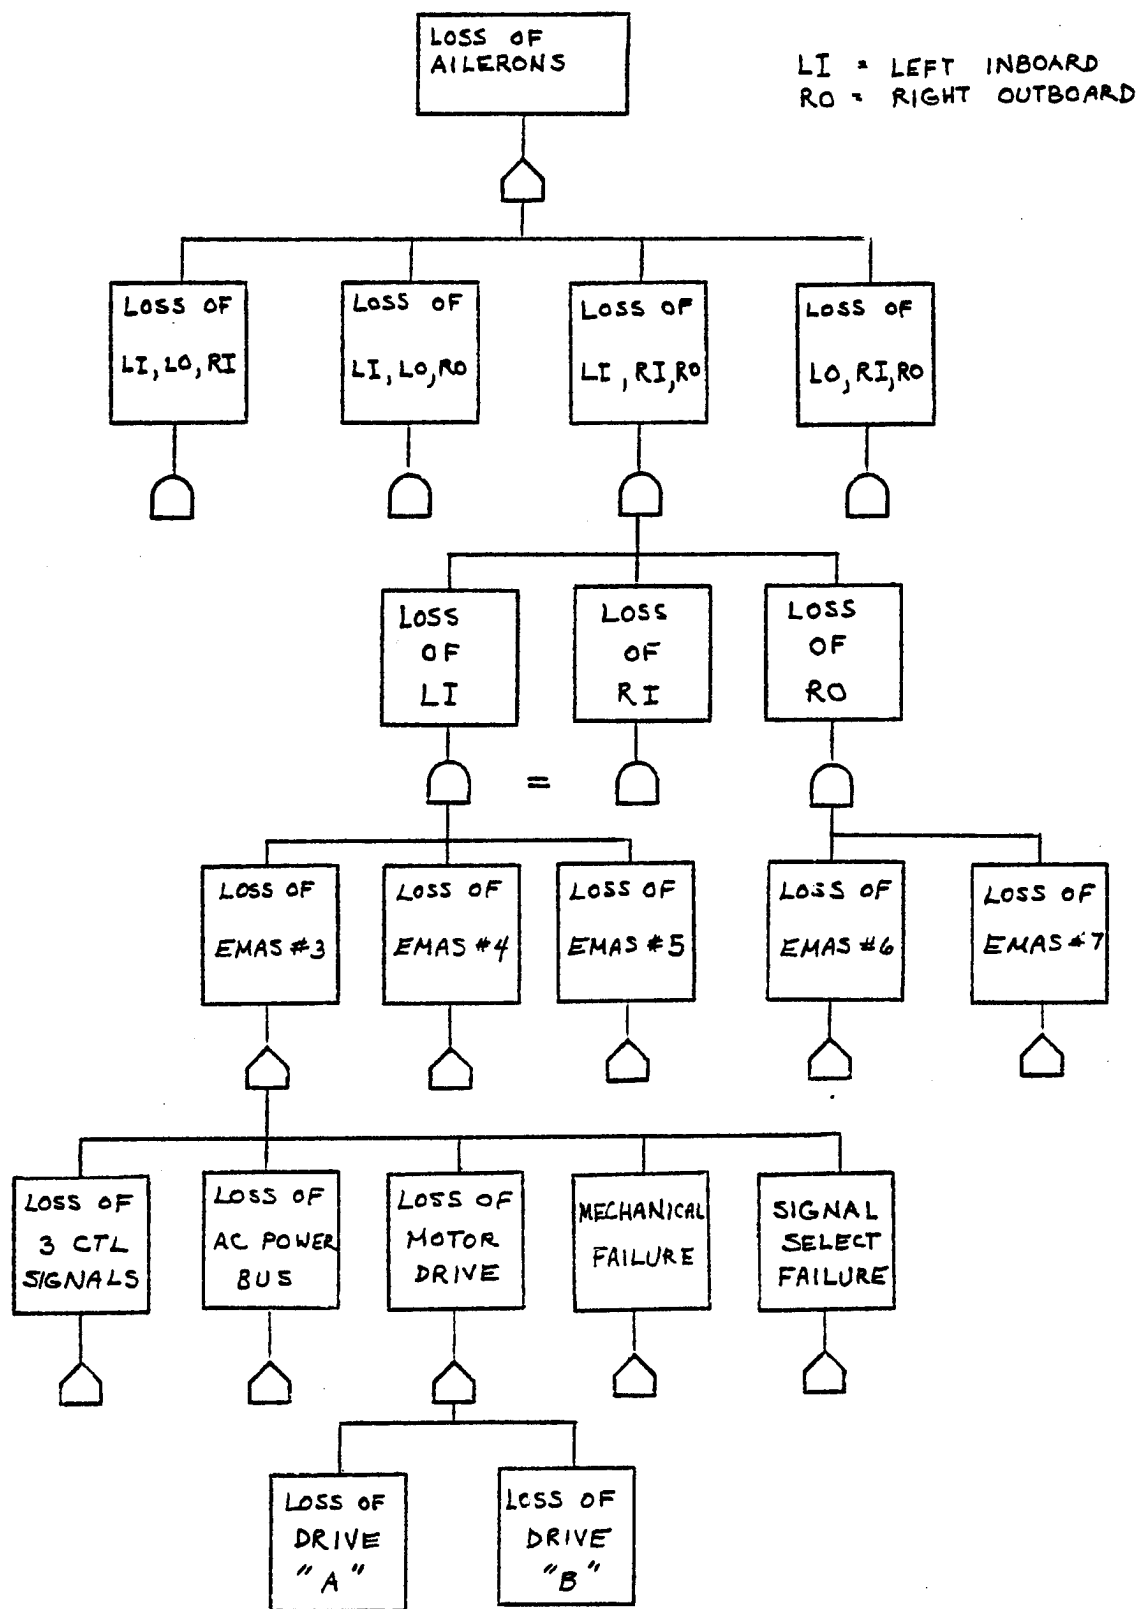 LOSS OF
AILERONS
LI = LEFT INBOARD
RO = RIGHT OUTBOARD
LOSS OF
LI, LO, RI
LOSS OF
LI, LO, RO
LOSS OF
LI, RI, RO
LOSS OF
LO, RI, RO
LOSS
OF
LI
LOSS
OF
RI
LOSS
OF
RO
=
LOSS OF
EMAS #3
LOSS OF
EMAS #4
LOSS OF
EMAS #5
LOSS OF
EMAS #6
LOSS OF
EMAS #7
LOSS OF
3 CTL
SIGNALS
LOSS OF
AC POWER
BUS
LOSS OF
MOTOR
DRIVE
MECHANICAL
FAILURE
SIGNAL
SELECT
FAILURE
LOSS OF
DRIVE
"A"
LOSS OF
DRIVE
"B"